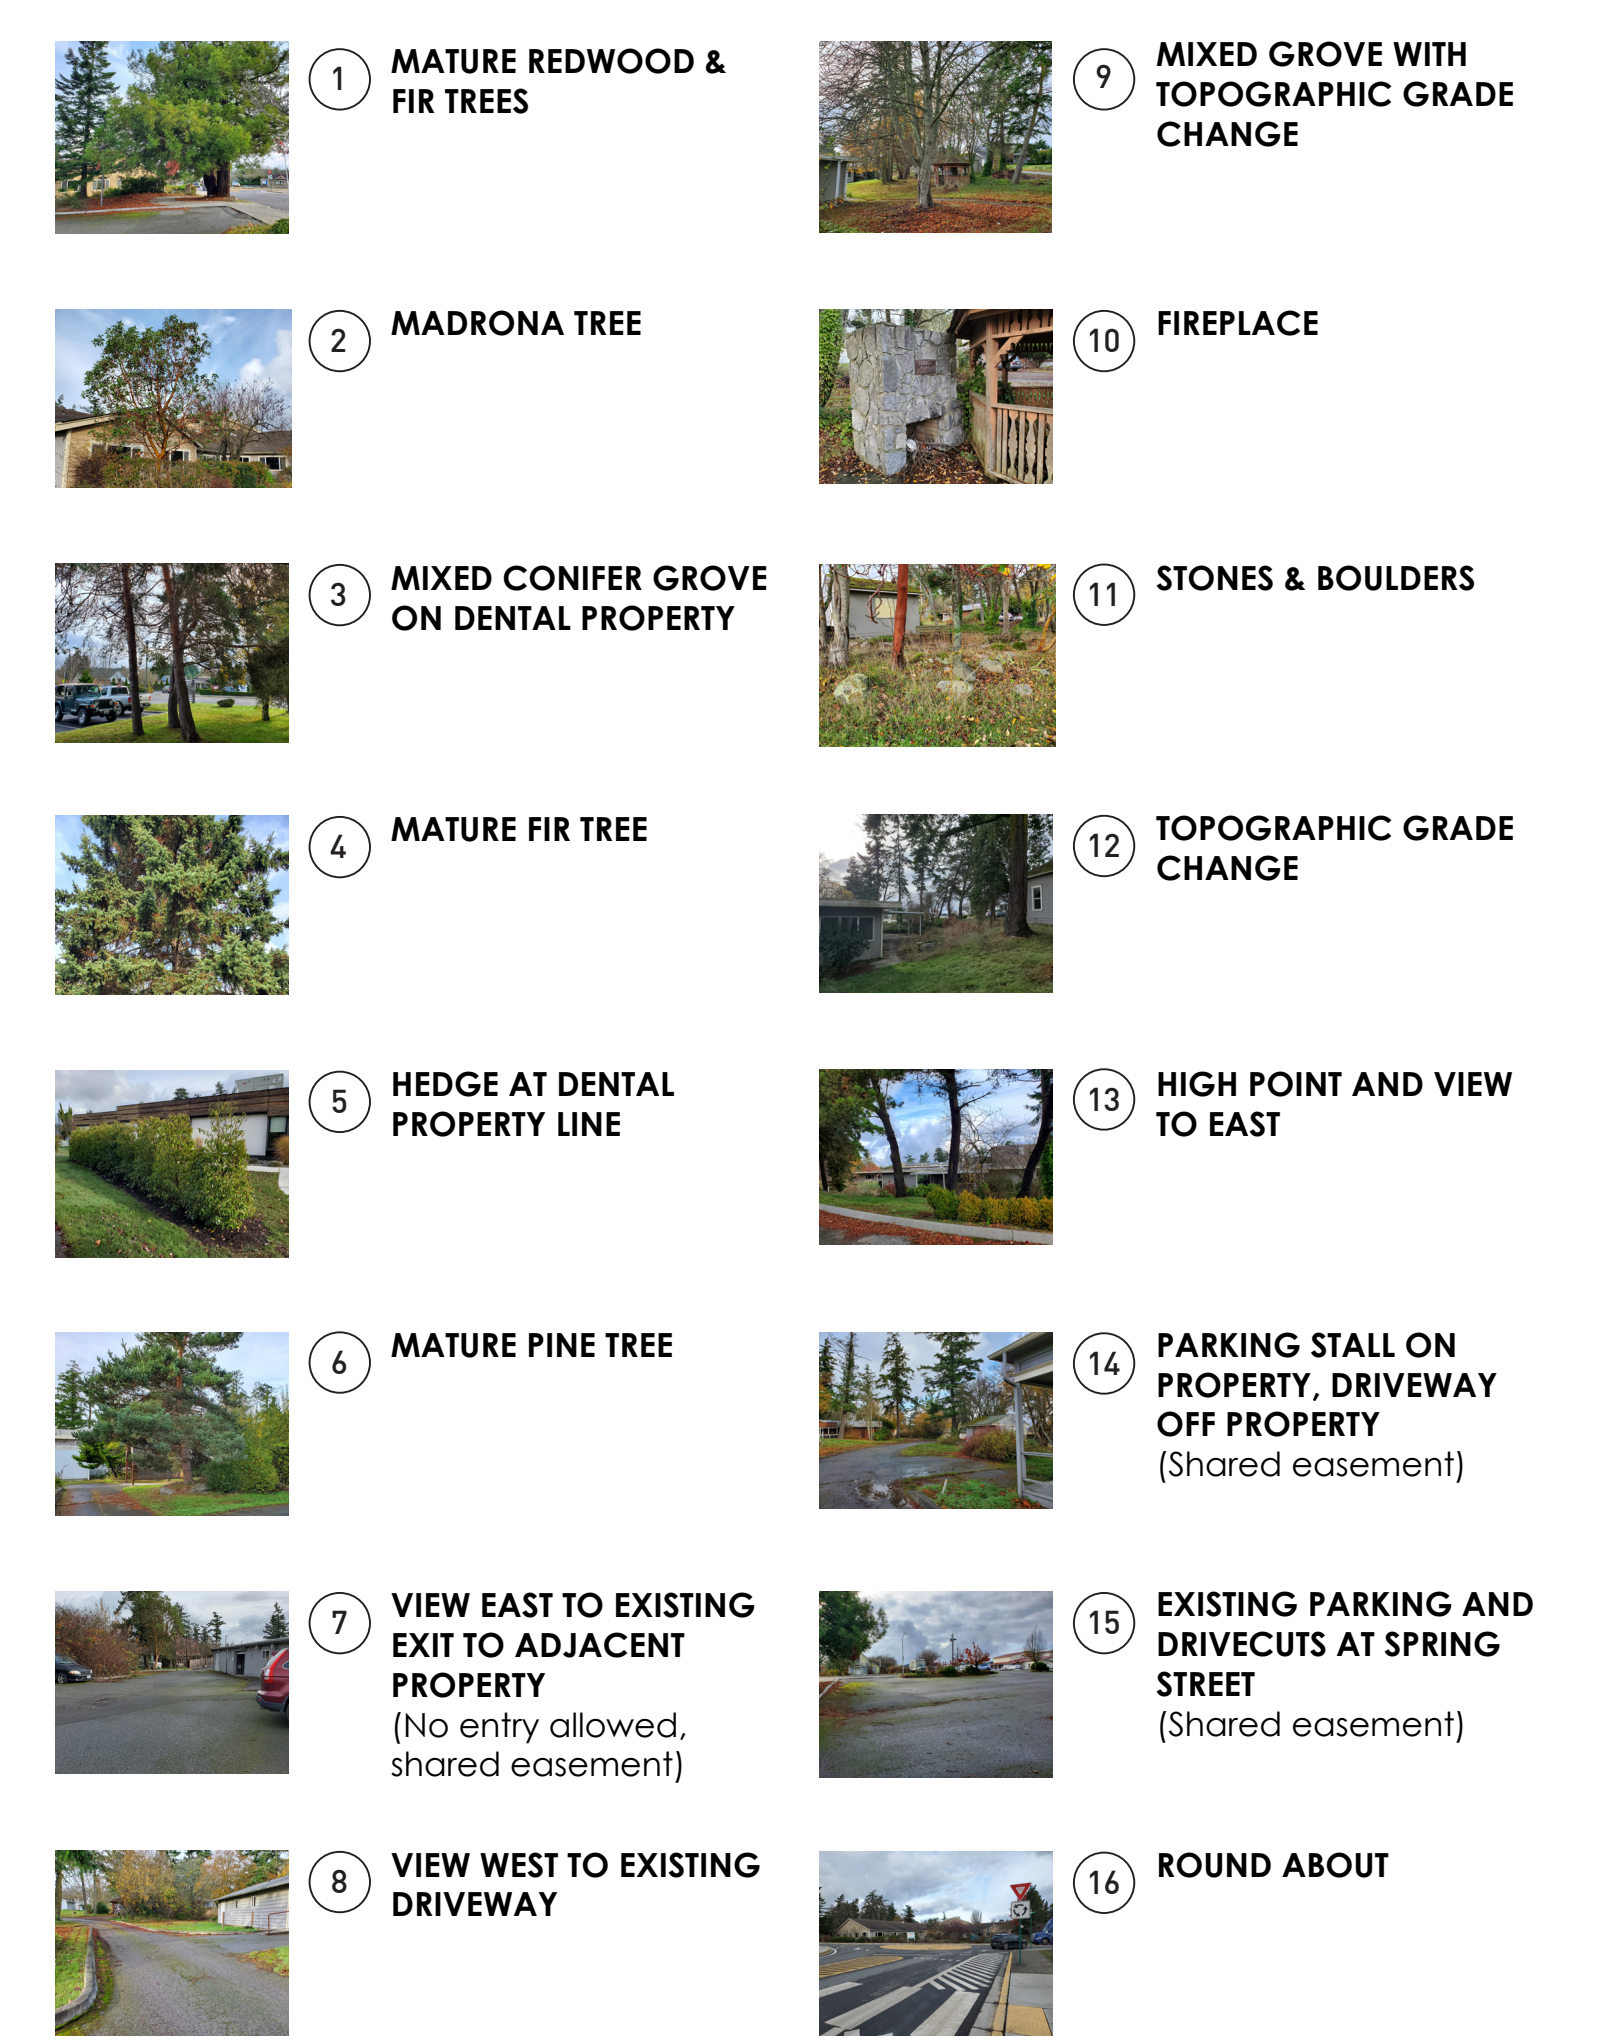 1
MATURE REDWOOD &
FIR TREES
2
MADRONA TREE
3
MIXED CONIFER GROVE
ON DENTAL PROPERTY
4
MATURE FIR TREE
5
HEDGE AT DENTAL
PROPERTY LINE
6
MATURE PINE TREE
7
VIEW EAST TO EXISTING
EXIT TO ADJACENT
PROPERTY
(No entry allowed,
shared easement)
8
VIEW WEST TO EXISTING
DRIVEWAY
9
MIXED GROVE WITH
TOPOGRAPHIC GRADE
CHANGE
10
FIREPLACE
11
STONES & BOULDERS
12
TOPOGRAPHIC GRADE
CHANGE
13
HIGH POINT AND VIEW
TO EAST
14
PARKING STALL ON
PROPERTY, DRIVEWAY
OFF PROPERTY
(Shared easement)
15
EXISTING PARKING AND
DRIVECUTS AT SPRING
STREET
(Shared easement)
16
ROUND ABOUT